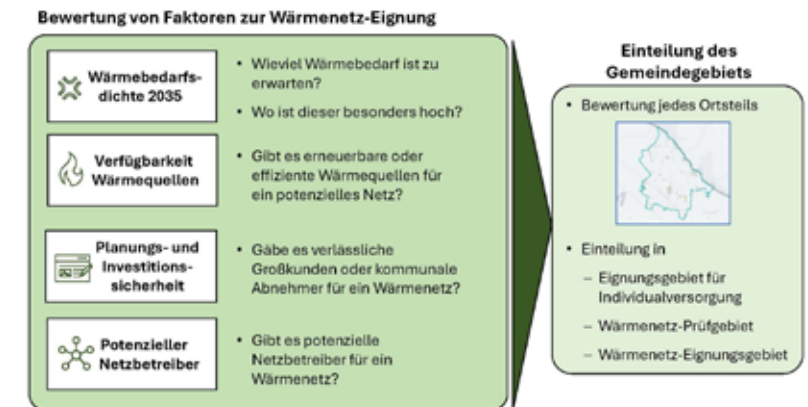 Bewertung von Faktoren zur Wärmenetz-Eignung
Wärmebedarfs-
dichte 2035
• Wieviel Wärmebedarf ist zu
erwarten?
• Wo ist dieser besonders hoch?
Verfügbarkeit
Wärmequellen
• Gibt es erneuerbare oder
effiziente Wärmequellen für
ein potenzielles Netz?
Planungs- und
Investitions-
sicherheit
• Gäbe es verlässliche
Großkunden oder kommunale
Abnehmer für ein Wärmenetz?
Potenzieller
Netzbetreiber
• Gibt es potenzielle
Netzbetreiber für ein
Wärmenetz?
Einteilung des
Gemeindegebiets
• Bewertung jedes Ortsteils
• Einteilung in
– Eignungsgebiet für
Individualversorgung
– Wärmenetz-Prüfgebiet
– Wärmenetz-Eignungsgebiet